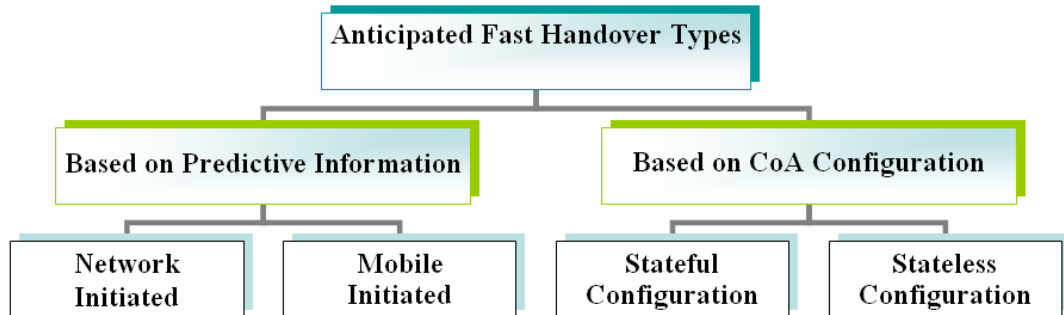 Anticipated Fast Handover Types
Based on Predictive Information
Based on CoA Configuration
Network
Initiated
Mobile
Initiated
Stateful
Configuration
Stateless
Configuration